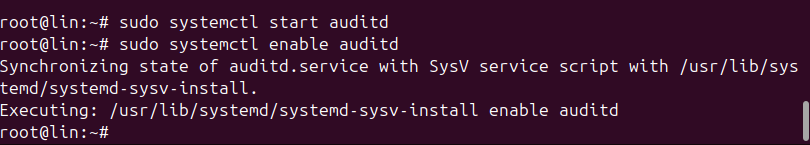 root@lin:~# sudo systemctl start auditd
root@lin:~# sudo systemctl enable auditd
Synchronizing state of auditd.service with SysV service script with /usr/lib/sys
temd/systemd-sysv-install.
Executing: /usr/lib/systemd/systemd-sysv-install enable auditd
root@lin:~#